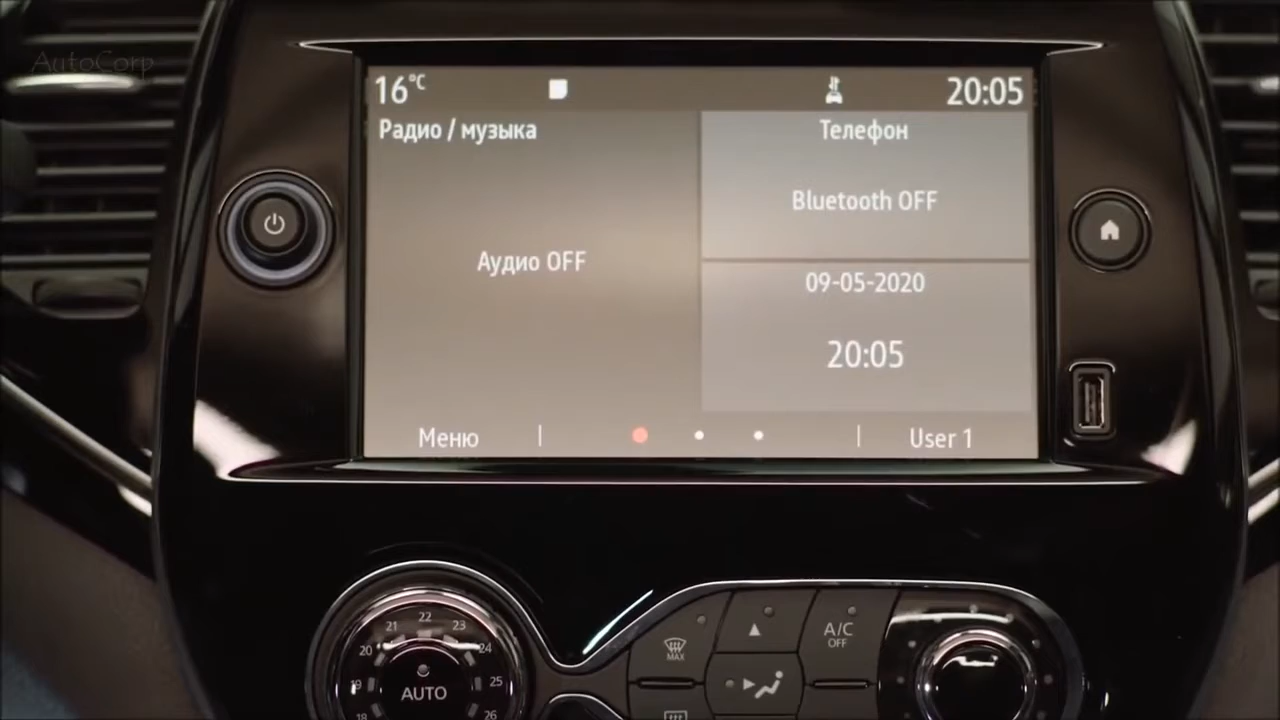 AutoCorp
16°C
20:05
Радио / музыка
Телефон
Bluetooth OFF
Аудио OFF
09-05-2020
20:05
Меню
User 1
22
21
23
20
24
19
25
18
26
AUTO
MAX
A/C
OFF